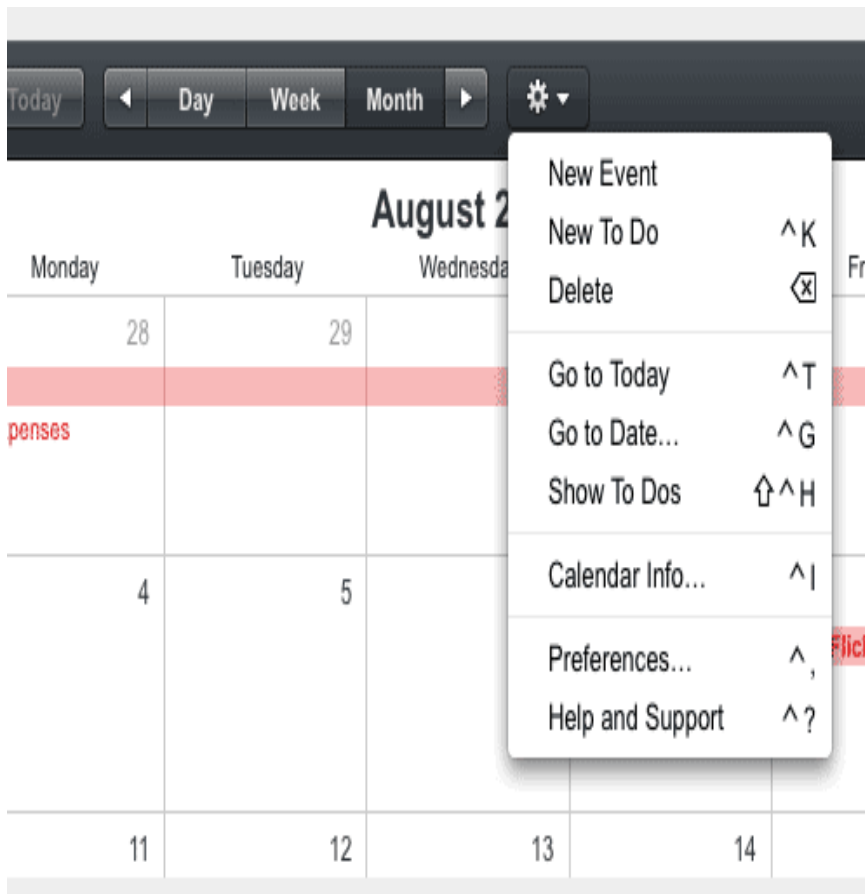 Today Day Week Month
New Event
August 2
New To Do ^K
Monday Tuesday Wednesda Fr
Delete
28 29
Go to Today ^T
penses
Go to Date... ^G
Show To Dos ⇧^H
Calendar Info... ^I
4 5
Flicl
Preferences... ^,
Help and Support ^?
11 12 13 14